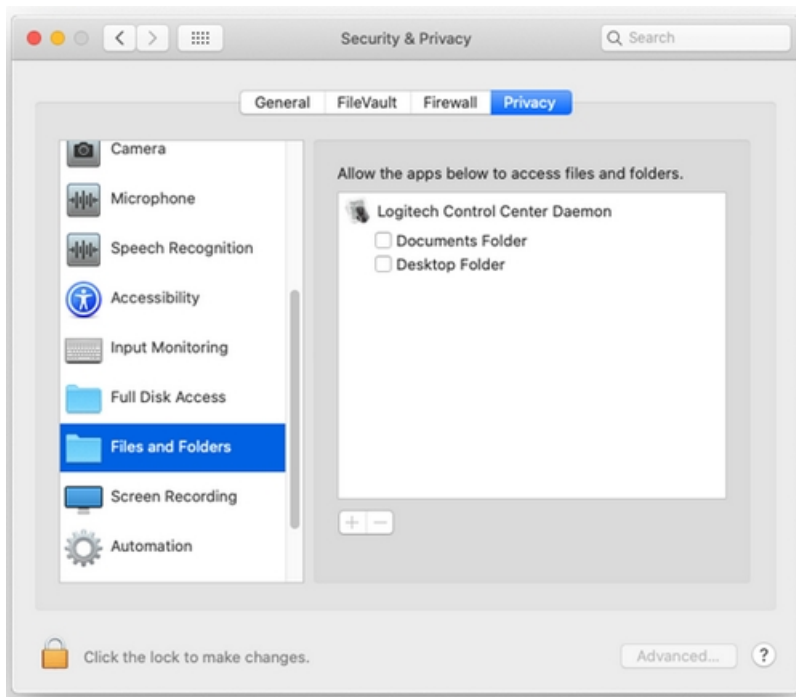 Security & Privacy
Search
General FileVault Firewall Privacy
Camera
Microphone
Speech Recognition
Accessibility
Input Monitoring
Full Disk Access
Files and Folders
Screen Recording
Automation
Allow the apps below to access files and folders.
Logitech Control Center Daemon
Documents Folder
Desktop Folder
+ −
Click the lock to make changes.
Advanced... ?